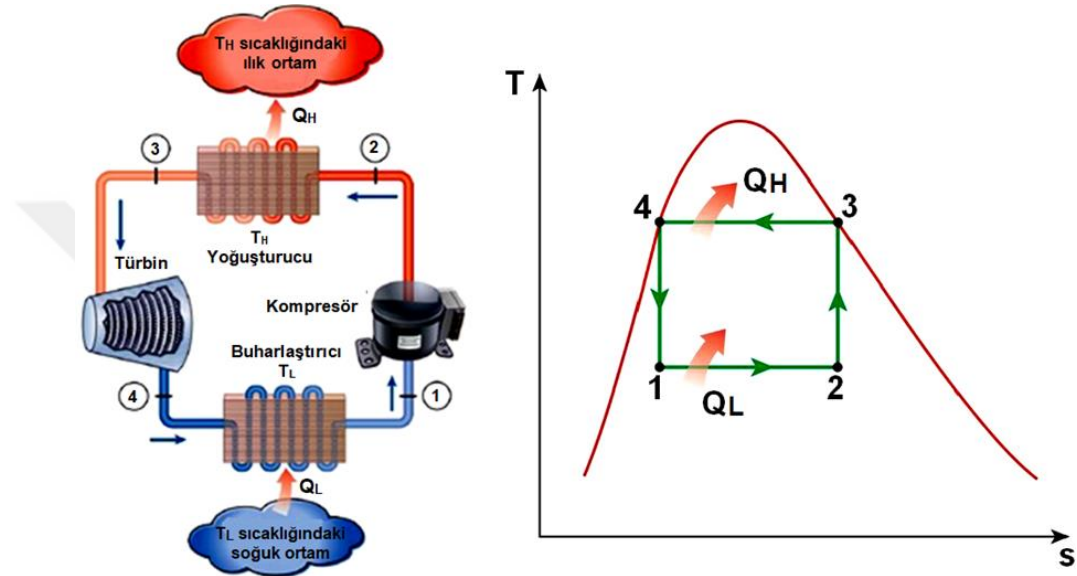 TH sıcaklığındaki
ılık ortam
QH
3
2
TH
Yoğuşturucu
Türbin
Kompresör
Buharlaştırıcı
TL
4
1
QL
TL sıcaklığındaki
soğuk ortam
T
4
QH
3
1
QL
2
s